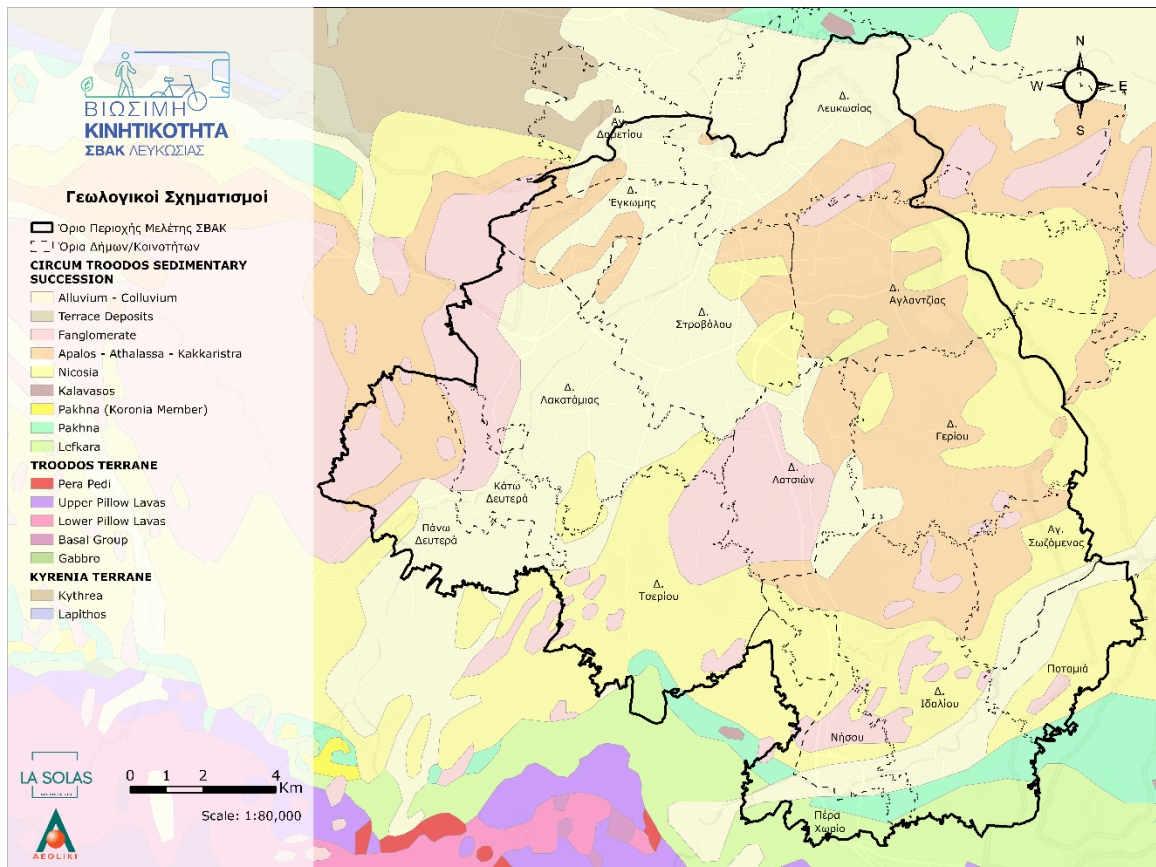 ΒΙΩΣΙΜΗ
ΚΙΝΗΤΙΚΟΤΗΤΑ
ΣΒΑΚ ΛΕΥΚΩΣΙΑΣ
Γεωλογικοί Σχηματισμοί
Όριο Περιοχής Μελέτης ΣΒΑΚ
Όρια Δήμων/Κοινοτήτων
CIRCUM TROODOS SEDIMENTARY
SUCCESSION
Alluvium - Colluvium
Terrace Deposits
Fanglomerate
Apalos - Athalassa - Kakkaristra
Nicosia
Kalavasos
Pakhna (Koronia Member)
Pakhna
Lefkara
TROODOS TERRANE
Pera Pedi
Upper Pillow Lavas
Lower Pillow Lavas
Basal Group
Gabbro
KYRENIA TERRANE
Kythrea
Lapithos
LA SOLAS
AEOLIKI
0 1 2 4
Km
Scale: 1:80,000
N
W E
S
Δ.
Λευκωσίας
Δ.
Αγ.
Δομετίου
Δ.
Έγκωμης
Δ.
Αγλαντζιάς
Δ.
Στροβόλου
Δ.
Λακατάμιας
Δ.
Γερίου
Δ.
Λατσιών
Κάτω
Δευτερά
Πάνω
Δευτερά
Αγ.
Σωζόμενος
Δ.
Τσερίου
Ποταμιά
Δ.
Ιδαλίου
Νήσου
Πέρα
Χωριό